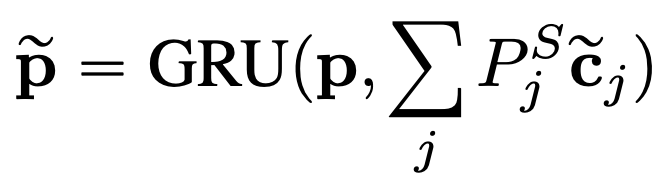 p̃ = GRU(p, ∑_j P_j^S c̃_j)